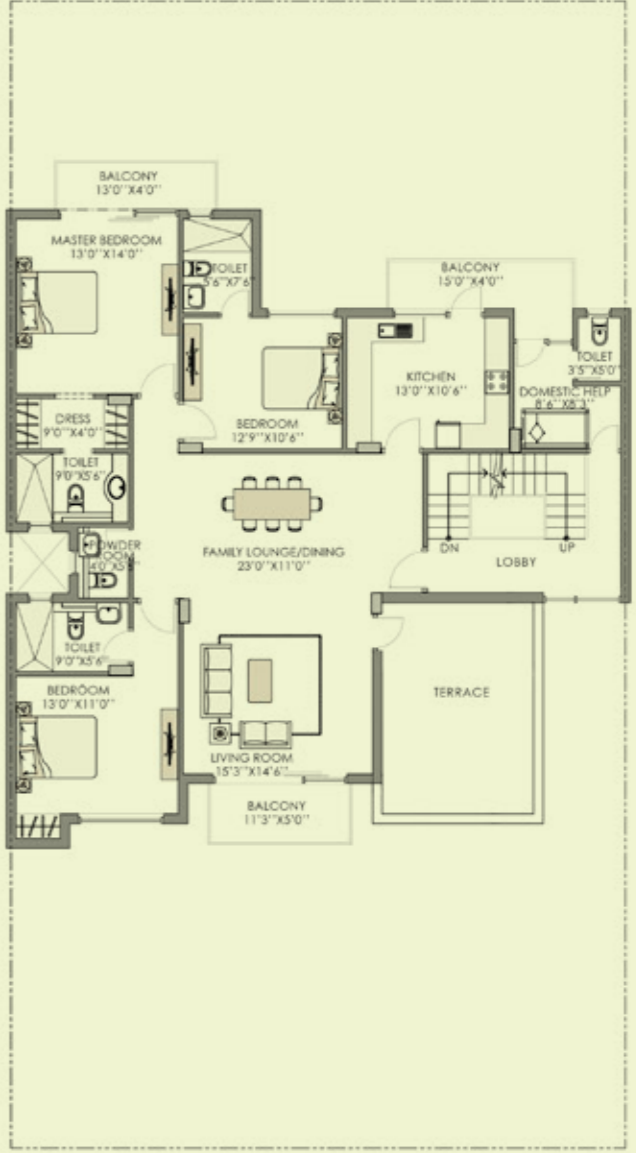 BALCONY
13'0''X4'0''
MASTER BEDROOM
13'0''X14'0''
TOILET
5'6''X7'6''
BALCONY
15'0''X4'0''
TOILET
3'5''X5'0''
KITCHEN
13'0''X10'6''
DOMESTIC HELP
8'6''X8'3''
DRESS
9'0''X4'0''
BEDROOM
12'9''X10'6''
TOILET
9'0''X5'6''
POWDER
ROOM
FAMILY LOUNGE/DINING
23'0''X11'0''
DN
UP
LOBBY
TOILET
9'0''X5'6''
BEDROOM
13'0''X11'0''
TERRACE
LIVING ROOM
15'3''X14'6''
BALCONY
11'3''X5'0''